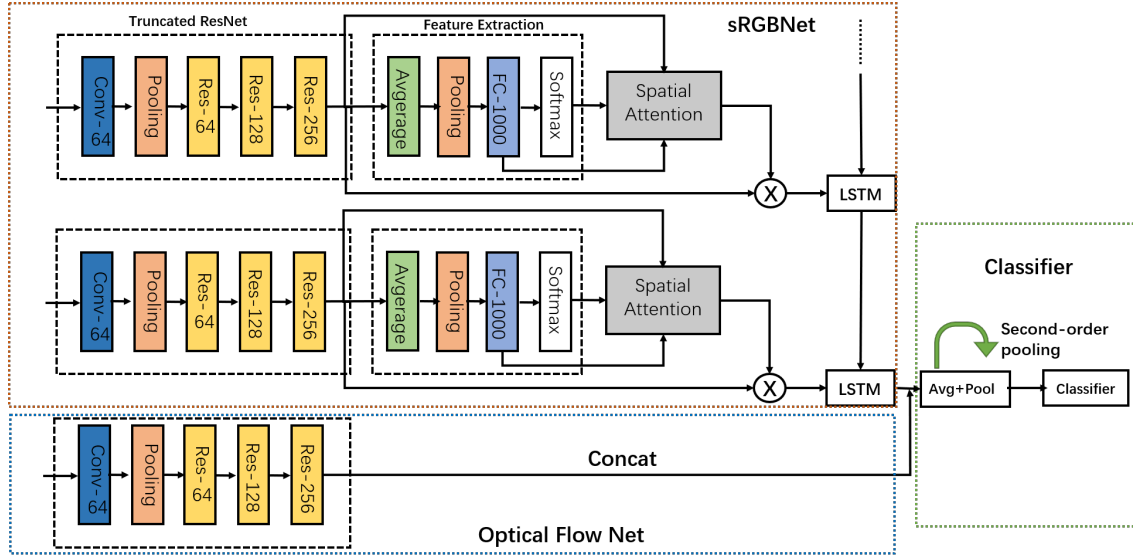 Truncated ResNet
Feature Extraction
sRGBNet
Conv-64
Pooling
Res-64
Res-128
Res-256
Avgerage
Pooling
FC-1000
Softmax
Spatial
Attention
X
LSTM
Conv-64
Pooling
Res-64
Res-128
Res-256
Avgerage
Pooling
FC-1000
Softmax
Spatial
Attention
X
LSTM
Classifier
Second-order
pooling
Avg+Pool
Classifier
Conv-64
Pooling
Res-64
Res-128
Res-256
Concat
Optical Flow Net